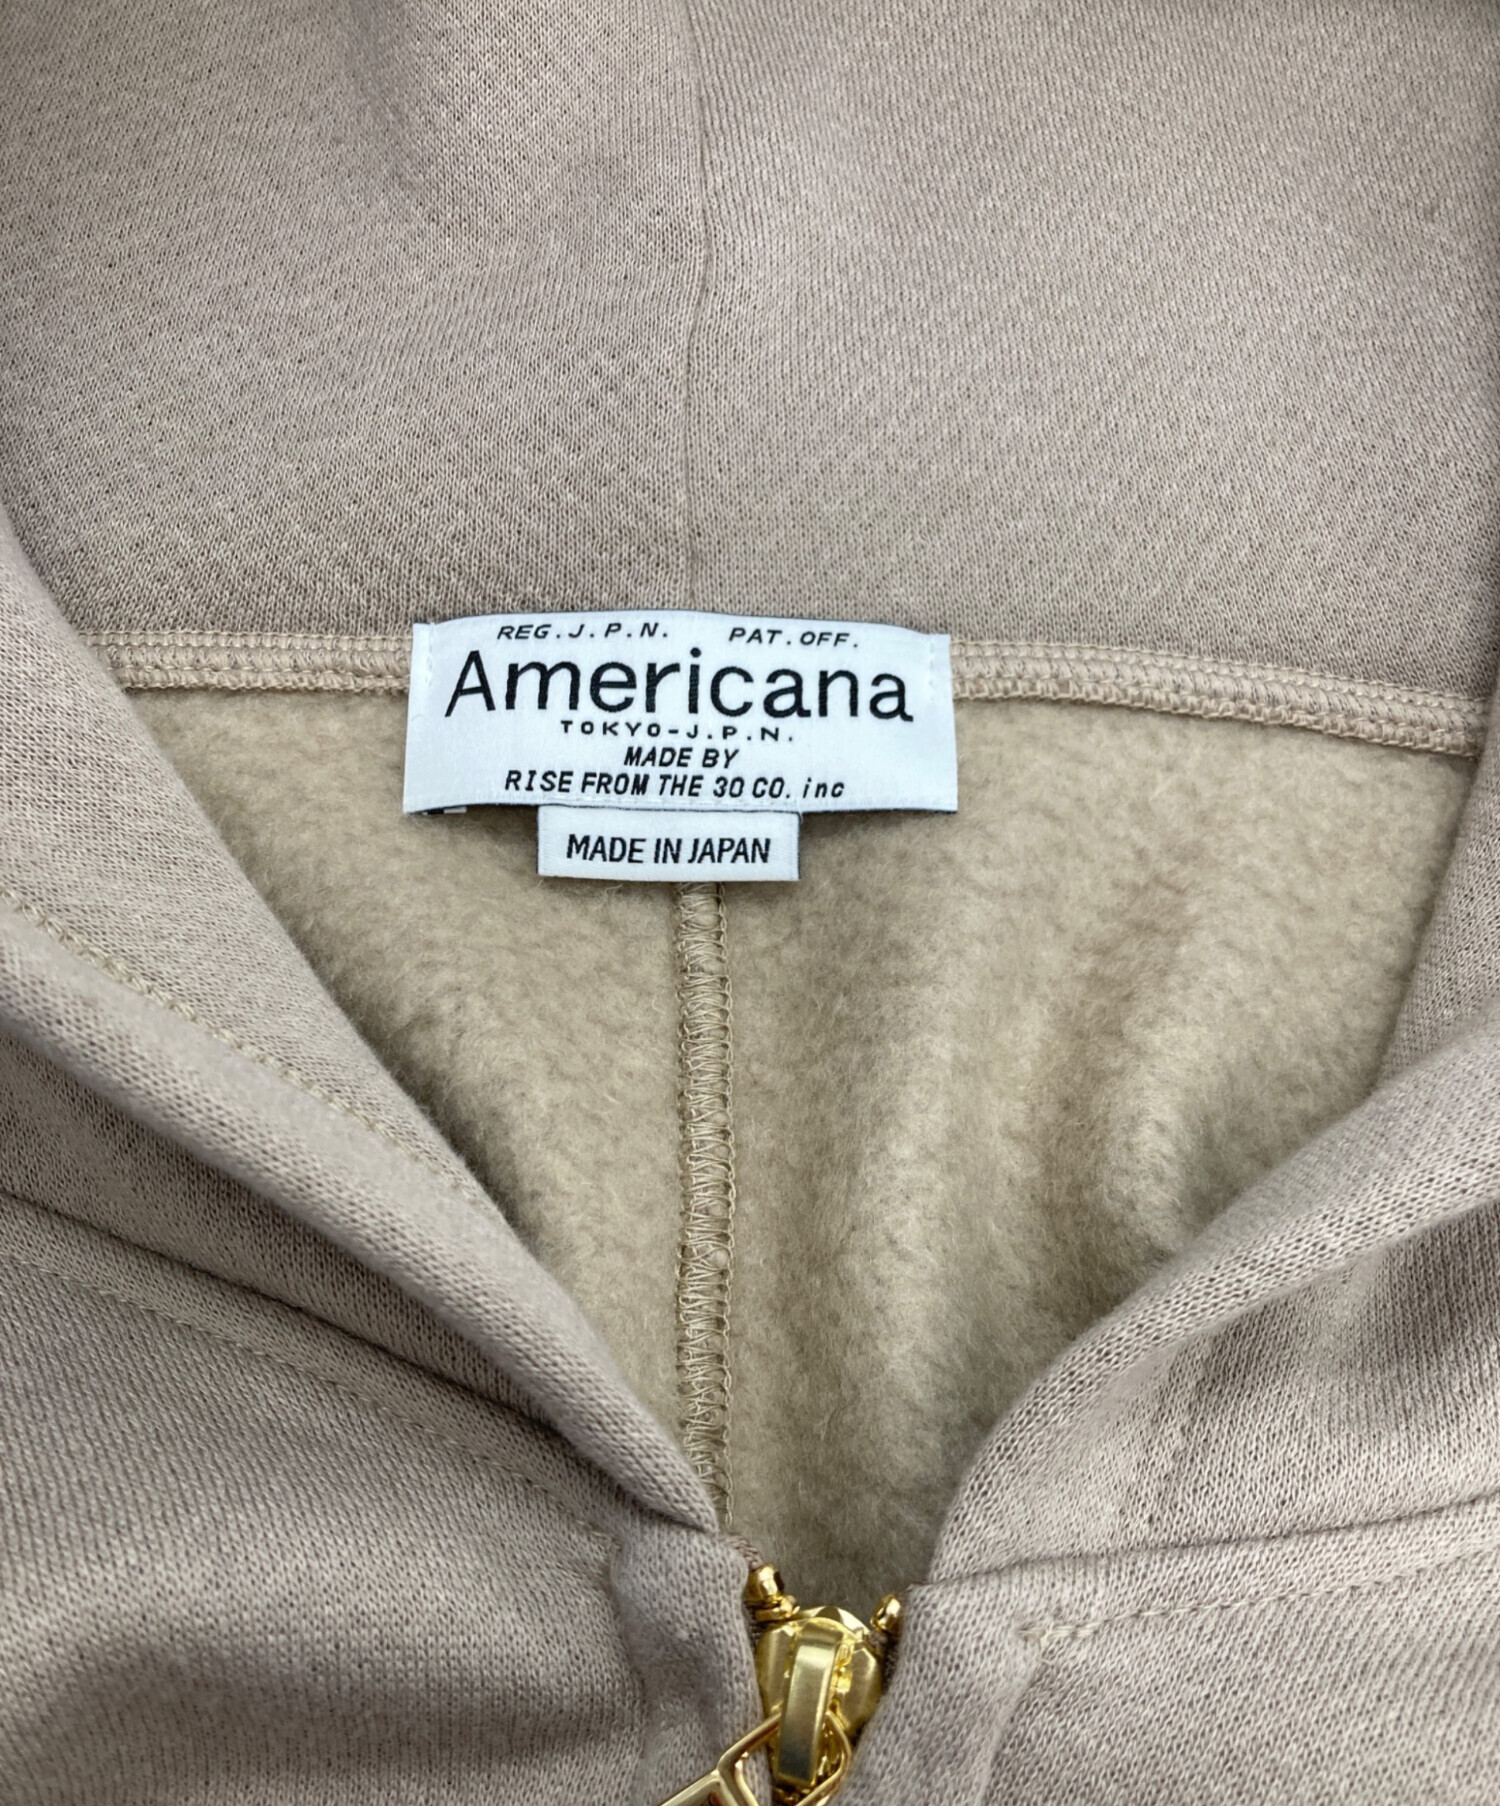 REG.J.P.N. PAT.OFF.
Americana
TOKYO-J.P.N.
MADE BY
RISE FROM THE 30 CO. inc
MADE IN JAPAN